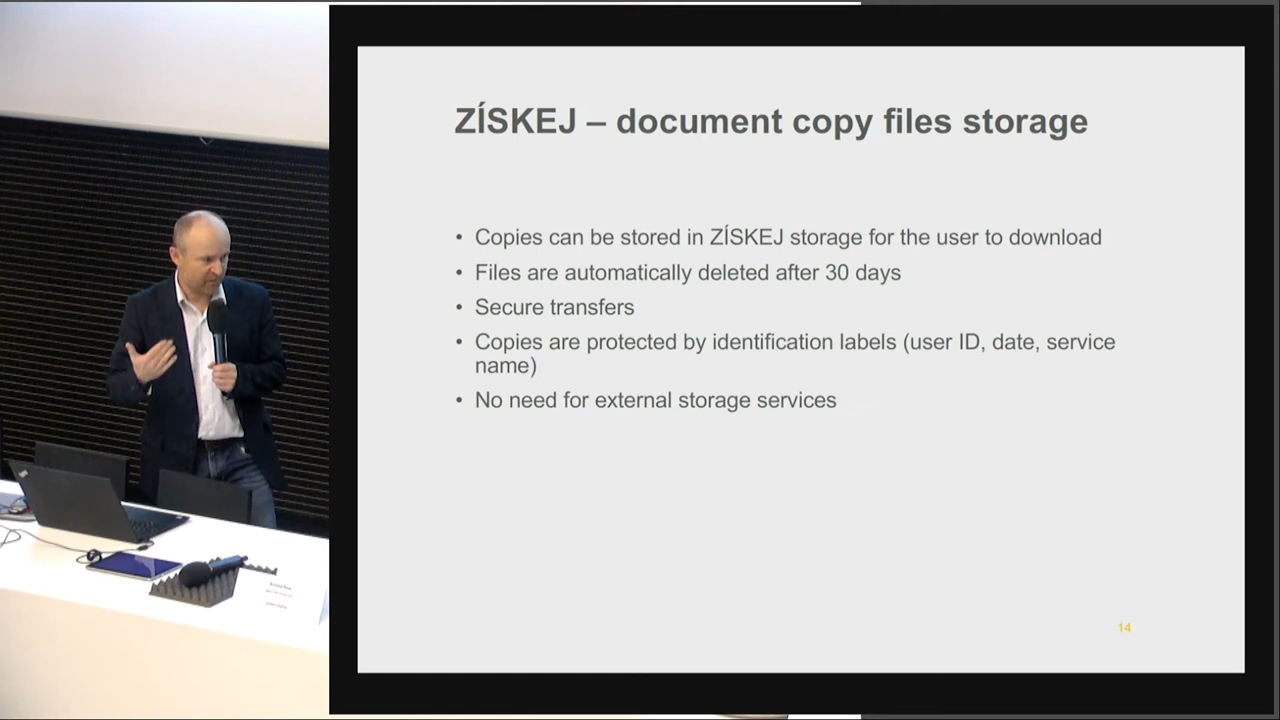 ZÍSKEJ – document copy files storage
• Copies can be stored in ZÍSKEJ storage for the user to download
• Files are automatically deleted after 30 days
• Secure transfers
• Copies are protected by identification labels (user ID, date, service
name)
• No need for external storage services
14